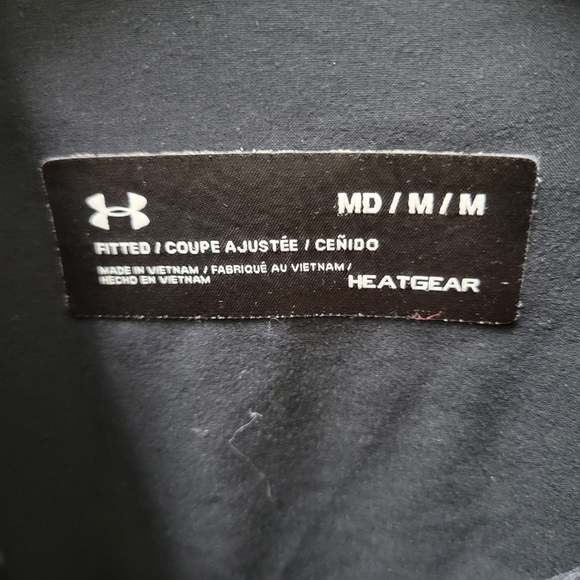 MD / M / M
FITTED / COUPE AJUSTÉE / CEÑIDO
MADE IN VIETNAM / FABRIQUÉ AU VIETNAM /
HECHO EN VIETNAM
HEATGEAR